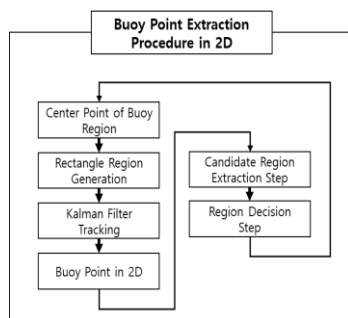 Buoy Point Extraction
Procedure in 2D
Center Point of Buoy
Region
Rectangle Region
Generation
Kalman Filter
Tracking
Buoy Point in 2D
Candidate Region
Extraction Step
Region Decision
Step